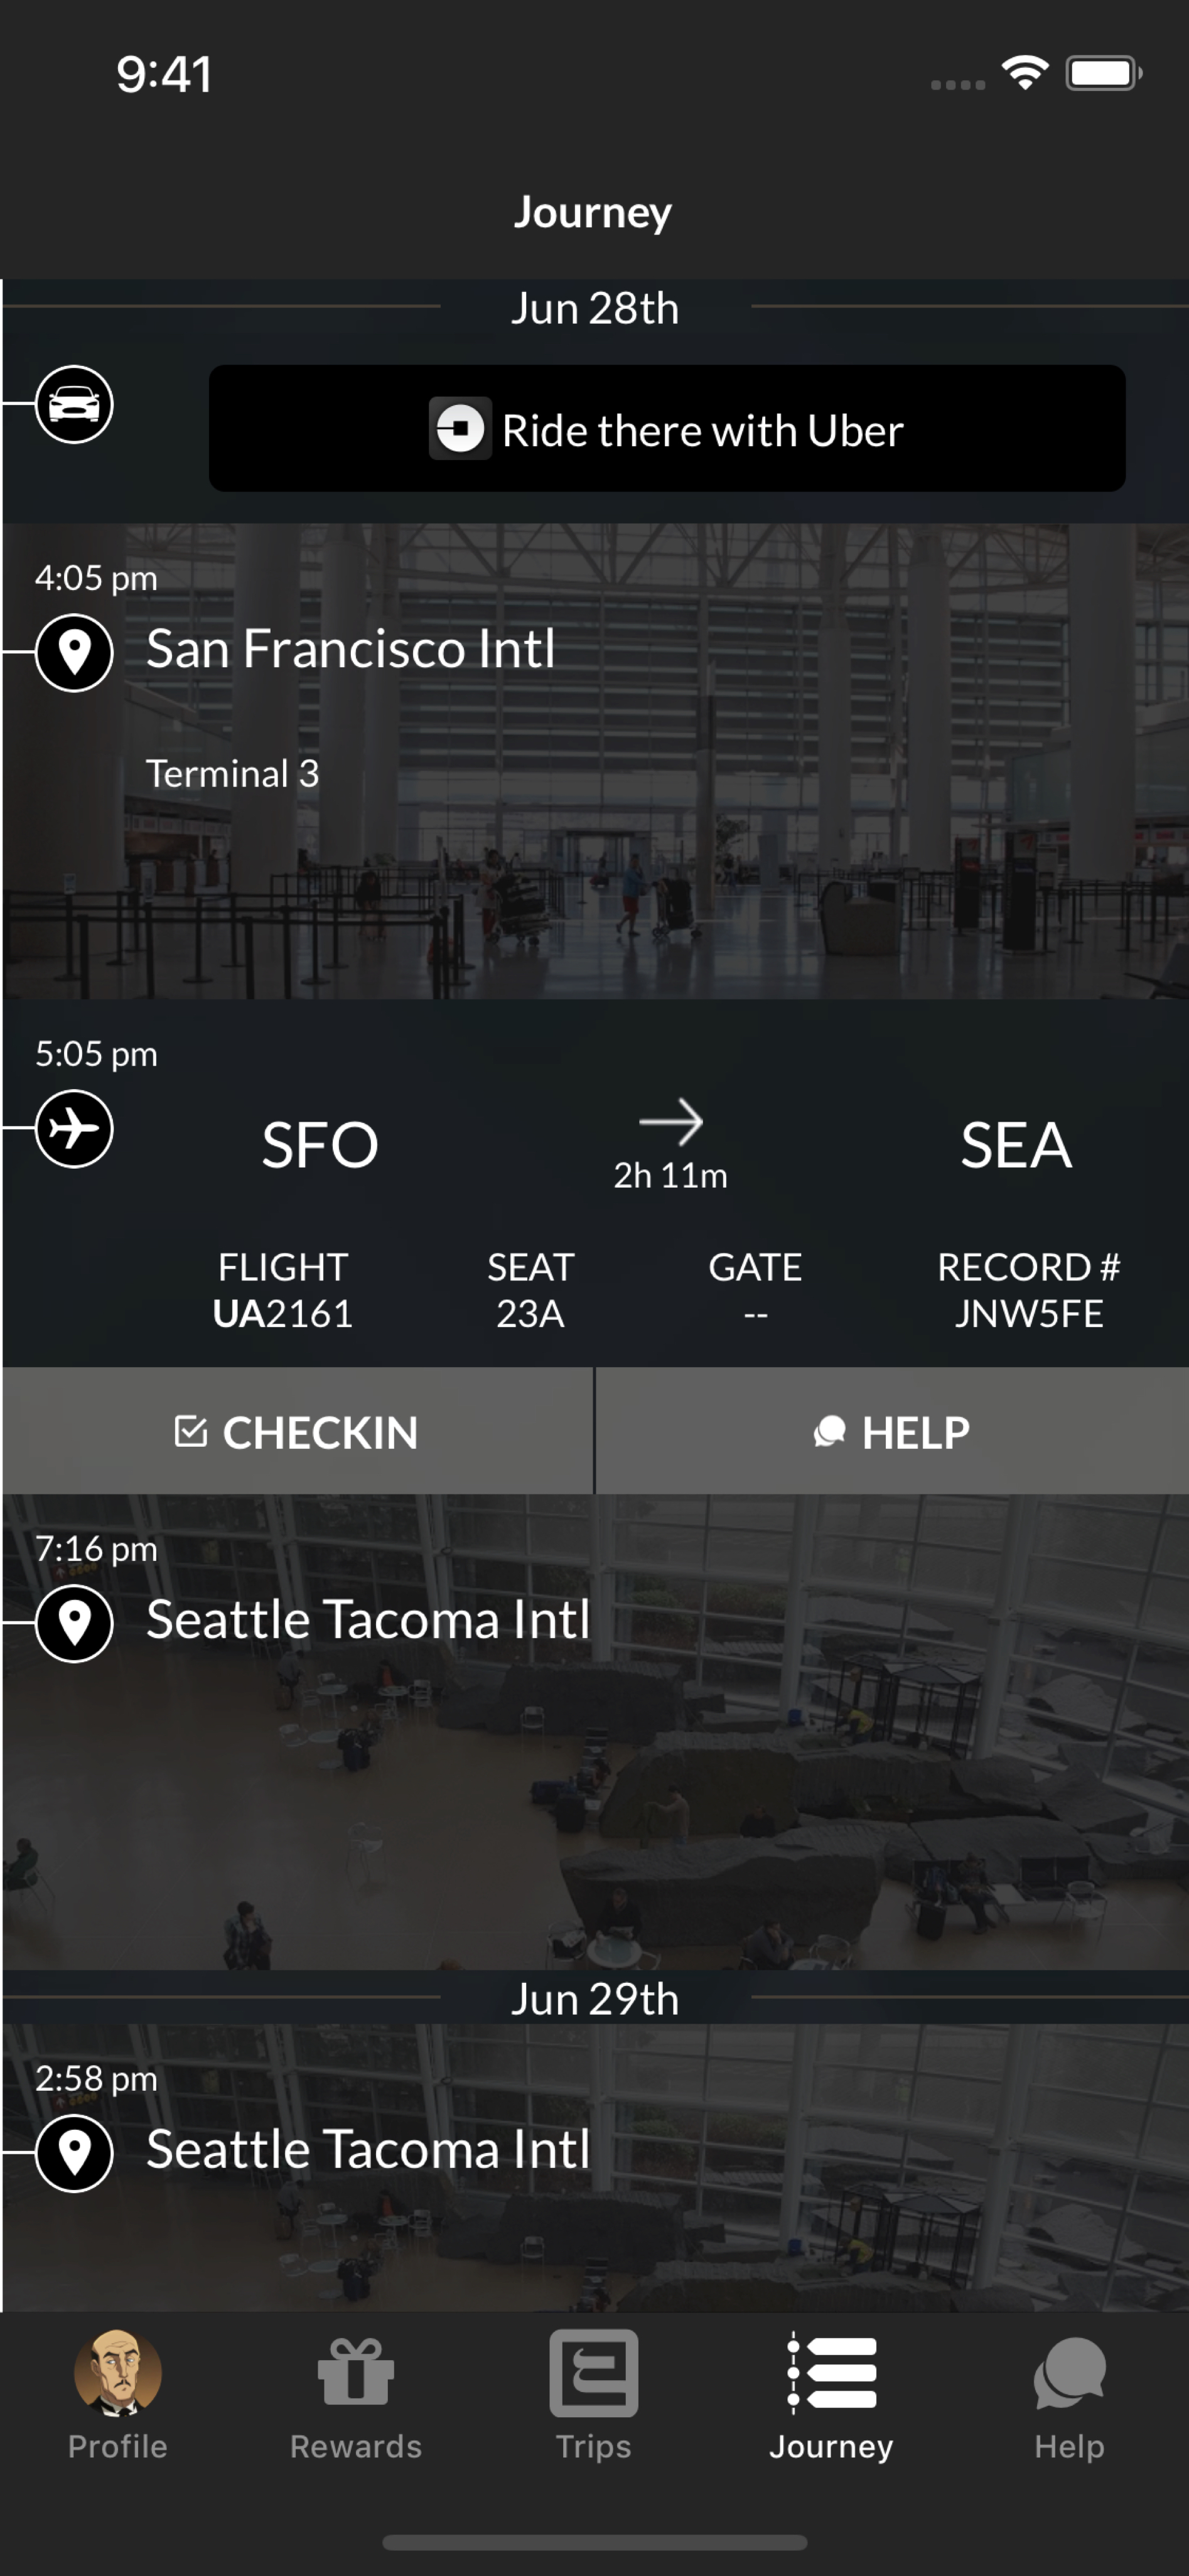 9:41
Journey
Jun 28th
Ride there with Uber
4:05 pm
San Francisco Intl
Terminal 3
5:05 pm
SFO
SEA
2h 11m
FLIGHT SEAT GATE RECORD #
UA2161 23A -- JNW5FE
CHECKIN HELP
7:16 pm
Seattle Tacoma Intl
Jun 29th
2:58 pm
Seattle Tacoma Intl
Profile Rewards Trips Journey Help